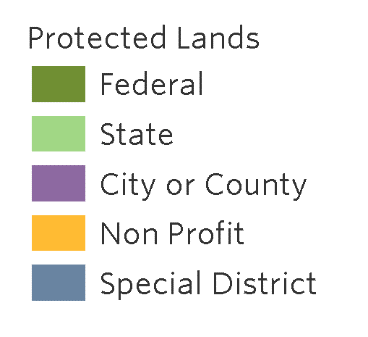 Protected Lands
Federal
State
City or County
Non Profit
Special District